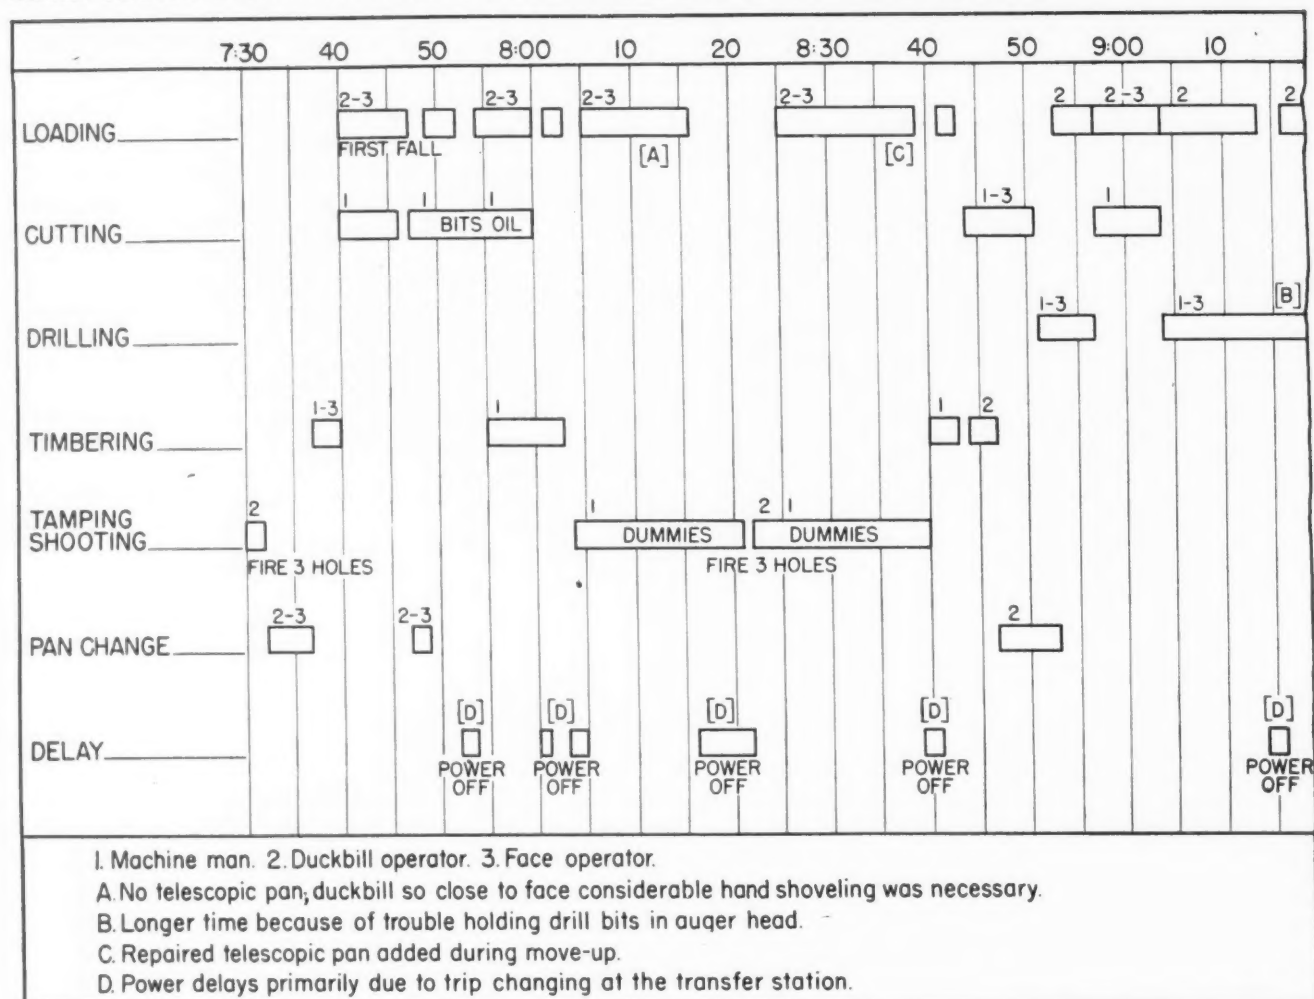 7:30 40 50 8:00 10 20 8:30 40 50 9:00 10
2-3 2-3 2-3 2-3 2 2-3 2 2
LOADING
FIRST FALL [A] [C]
1 1 1 1-3 1
CUTTING BITS OIL
[B]
1-3 1-3
DRILLING
1-3 1 1 2
TIMBERING
2 1 2 1
TAMPING
SHOOTING DUMMIES DUMMIES
FIRE 3 HOLES FIRE 3 HOLES
2-3 2-3 2
PAN CHANGE
[D] [D] [D] [D] [D]
DELAY
POWER POWER POWER POWER POWER
OFF OFF OFF OFF OFF
1. Machine man. 2. Duckbill operator. 3. Face operator.
A. No telescopic pan; duckbill so close to face considerable hand shoveling was necessary.
B. Longer time because of trouble holding drill bits in auger head.
C. Repaired telescopic pan added during move-up.
D. Power delays primarily due to trip changing at the transfer station.